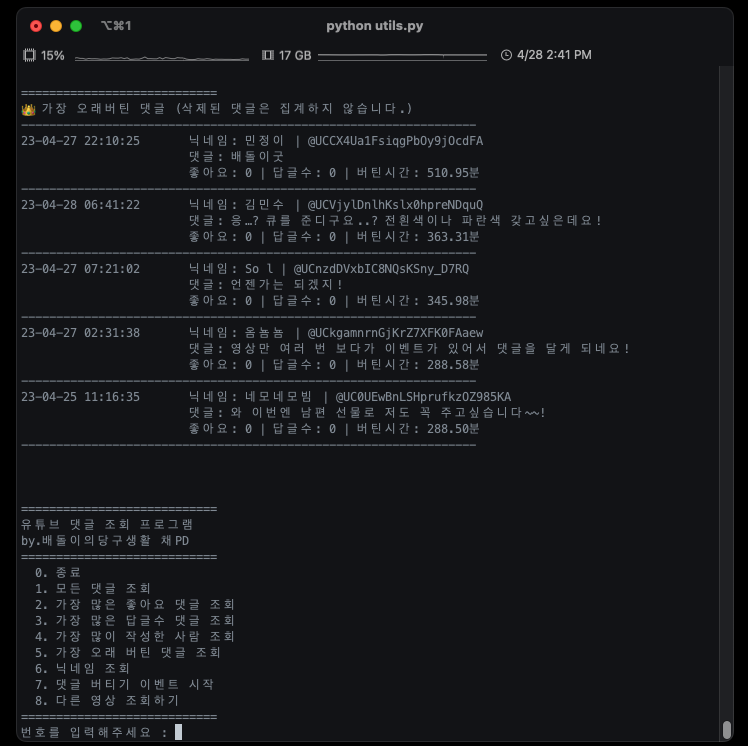 ⌥⌘1 python utils.py
15% 17 GB 4/28 2:41 PM
============================
👑 가장 오래버틴 댓글 (삭제된 댓글은 집계하지 않습니다.)
23-04-27 22:10:25 닉네임: 민정이 | @UCCX4Ua1FsiqgPbOy9jOcdFA
댓글: 배돌이굿
좋아요: 0 | 답글수: 0 | 버틴시간: 510.95분
23-04-28 06:41:22 닉네임: 김민수 | @UCVjylDnlhKslx0hpreNDquQ
댓글: 응…? 큐를 준디구요..? 전흰색이나 파란색 갖고싶은데요!
좋아요: 0 | 답글수: 0 | 버틴시간: 363.31분
23-04-27 07:21:02 닉네임: So l | @UCnzdDVxbIC8NQsKSny_D7RQ
댓글: 언젠가는 되겠지!
좋아요: 0 | 답글수: 0 | 버틴시간: 345.98분
23-04-27 02:31:38 닉네임: 옴놈놈 | @UCkgamnrnGjKrZ7XFK0FAaew
댓글: 영상만 여러 번 보다가 이벤트가 있어서 댓글을 달게 되네요!
좋아요: 0 | 답글수: 0 | 버틴시간: 288.58분
23-04-25 11:16:35 닉네임: 네모네모빔 | @UC0UEwBnLSHprufkzOZ985KA
댓글: 와 이번엔 남편 선물로 저도 꼭 주고싶습니다~~!
좋아요: 0 | 답글수: 0 | 버틴시간: 288.50분
============================
유튜브 댓글 조회 프로그램
by.배돌이의당구생활 채PD
============================
0. 종료
1. 모든 댓글 조회
2. 가장 많은 좋아요 댓글 조회
3. 가장 많은 답글수 댓글 조회
4. 가장 많이 작성한 사람 조회
5. 가장 오래 버틴 댓글 조회
6. 닉네임 조회
7. 댓글 버티기 이벤트 시작
8. 다른 영상 조회하기
============================
번호를 입력해주세요 :